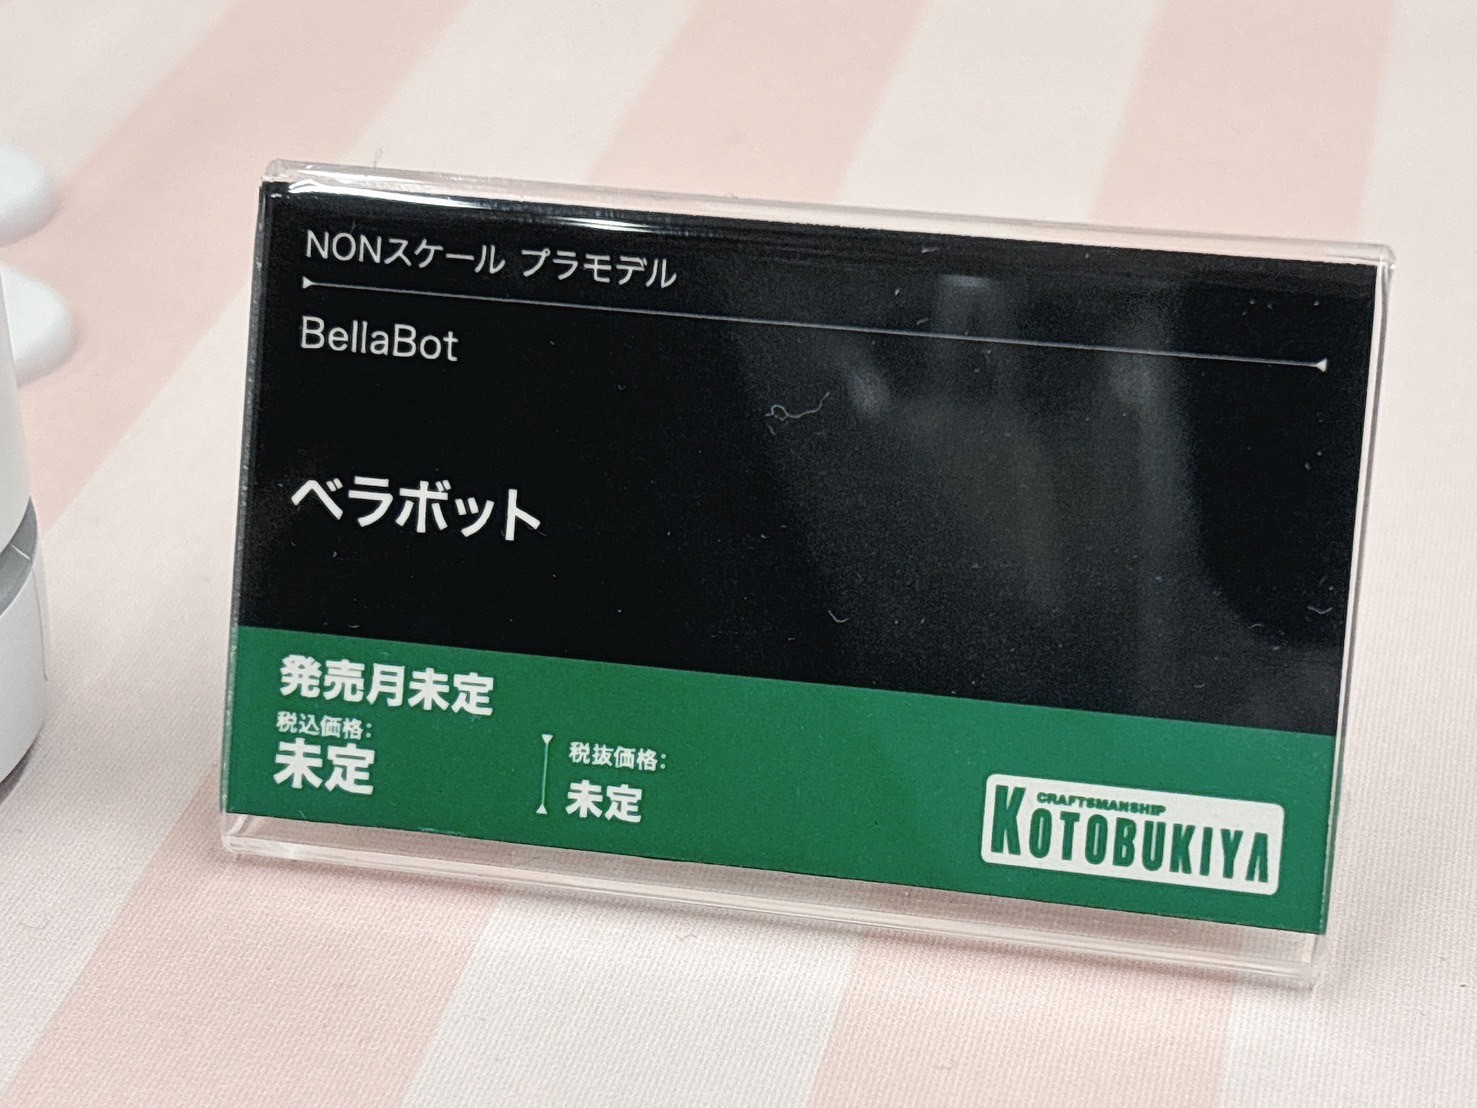 NONスケール プラモデル
BellaBot
ベラボット
発売月未定
税込価格:
未定
税抜価格:
未定
CRAFTSMANSHIP
KOTOBUKIYA